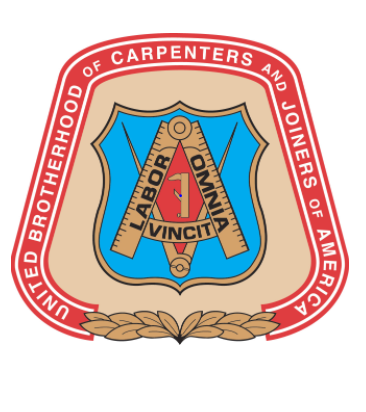 UNITED BROTHERHOOD OF CARPENTERS AND JOINERS OF AMERICA
LABOR
OMNIA
VINCIT